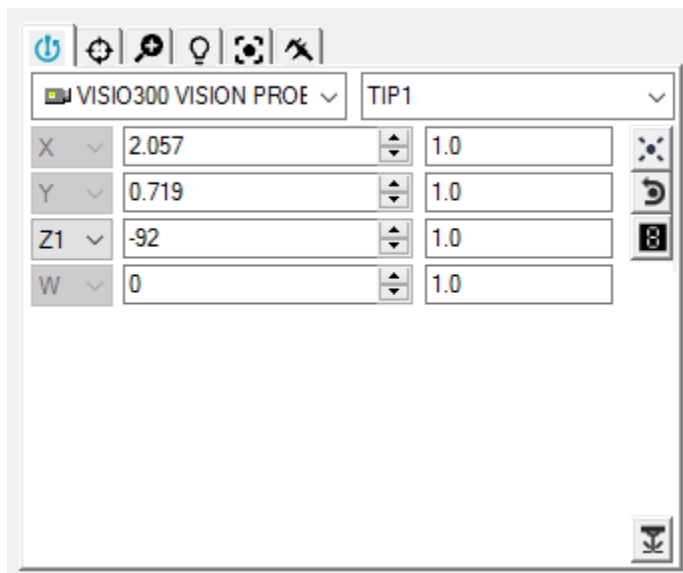 VISIO300 VISION PROE TIP1
X 2.057 1.0
Y 0.719 1.0
Z1 -92 1.0
W 0 1.0